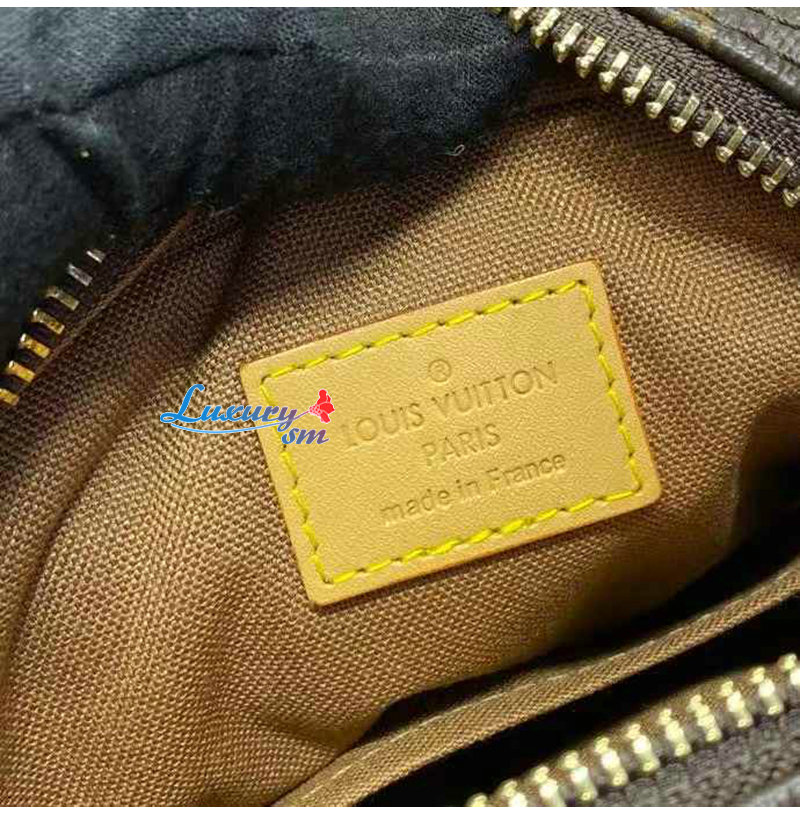 ®
LOUIS VUITTON
PARIS
made in France
Luxury
sm